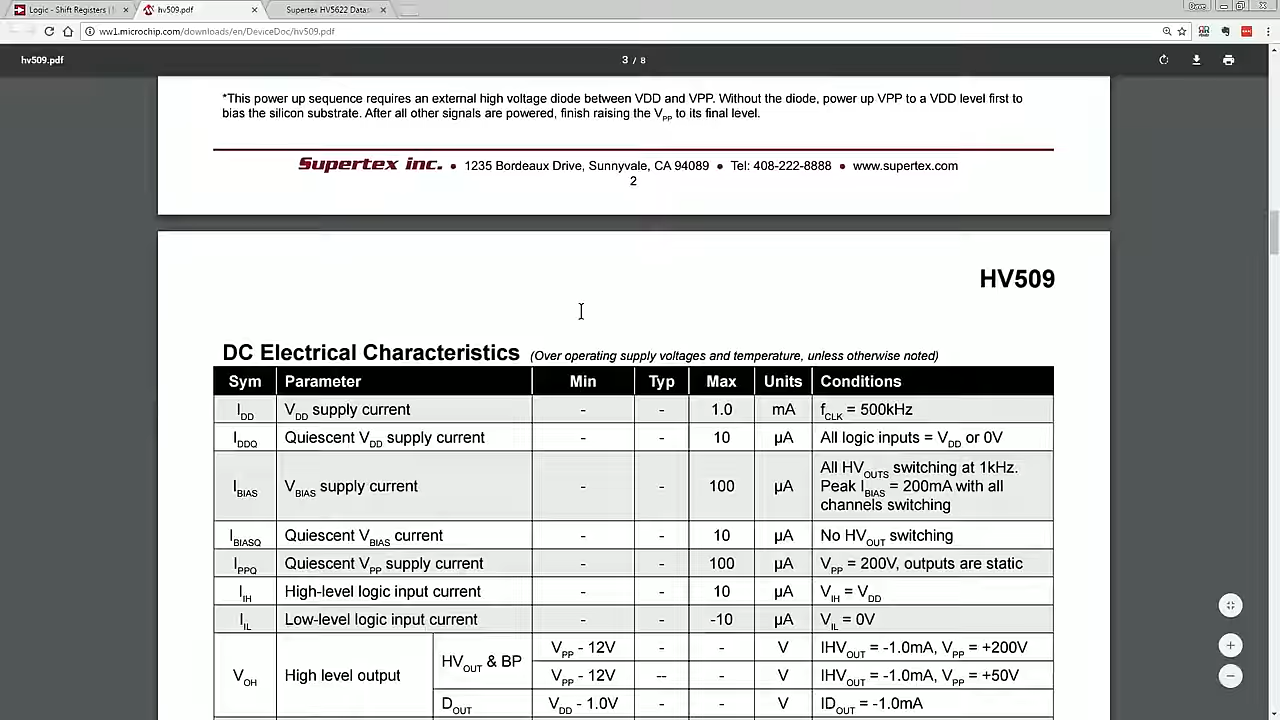 Logic - Shift Registers |
hv509.pdf
Supertex HV5622 Datas
Dave
ww1.microchip.com/downloads/en/DeviceDoc/hv509.pdf
hv509.pdf
3 / 8
*This power up sequence requires an external high voltage diode between VDD and VPP. Without the diode, power up VPP to a VDD level first to
bias the silicon substrate. After all other signals are powered, finish raising the VPP to its final level.
Supertex inc. ● 1235 Bordeaux Drive, Sunnyvale, CA 94089 ● Tel: 408-222-8888 ● www.supertex.com
2
HV509
DC Electrical Characteristics (Over operating supply voltages and temperature, unless otherwise noted)
Sym Parameter Min Typ Max Units Conditions
IDD VDD supply current - - 1.0 mA fCLK = 500kHz
IDDQ Quiescent VDD supply current - - 10 µA All logic inputs = VDD or 0V
IBIAS VBIAS supply current - - 100 µA All HVOUTS switching at 1kHz.
Peak IBIAS = 200mA with all
channels switching
IBIASQ Quiescent VBIAS current - - 10 µA No HVOUT switching
IPPQ Quiescent VPP supply current - - 100 µA VPP = 200V, outputs are static
IIH High-level logic input current - - 10 µA VIH = VDD
IIL Low-level logic input current - - -10 µA VIL = 0V
VOH High level output HVOUT & BP VPP - 12V - - V IHVOUT = -1.0mA, VPP = +200V
VPP - 12V -- - V IHVOUT = -1.0mA, VPP = +50V
DOUT VDD - 1.0V - - V IDOUT = -1.0mA